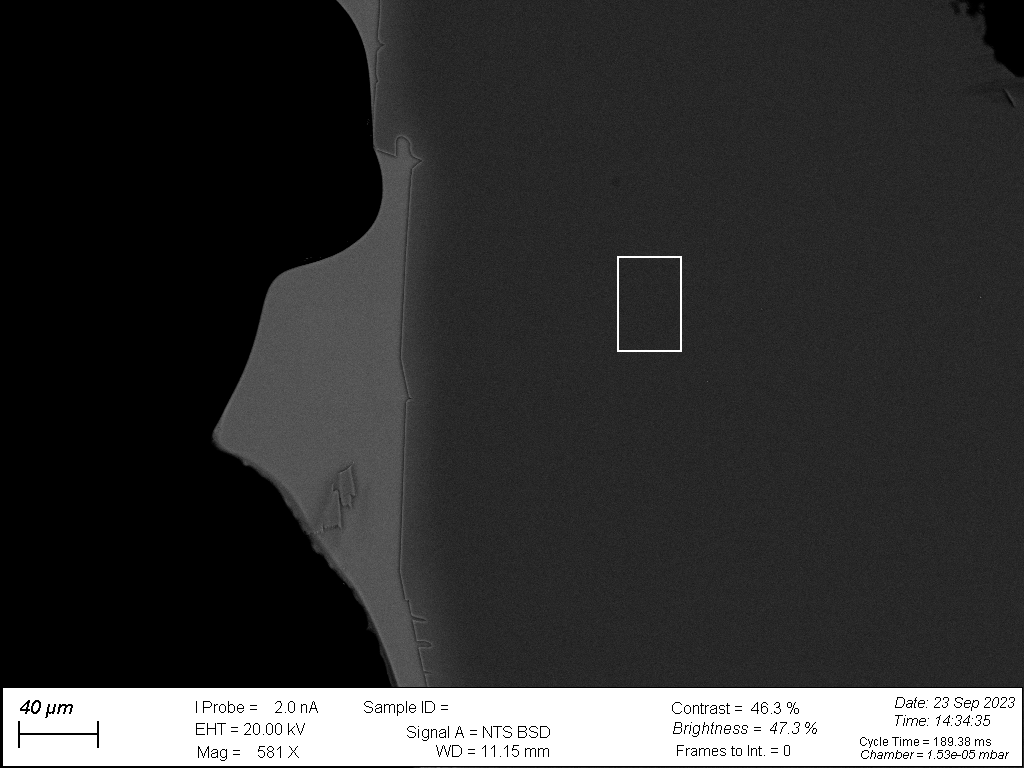 40 µm
I Probe = 2.0 nA
EHT = 20.00 kV
Mag = 581 X
Sample ID =
Signal A = NTS BSD
WD = 11.15 mm
Contrast = 46.3 %
Brightness = 47.3 %
Frames to Int. = 0
Date: 23 Sep 2023
Time: 14:34:35
Cycle Time = 189.38 ms
Chamber = 1.53e-05 mbar